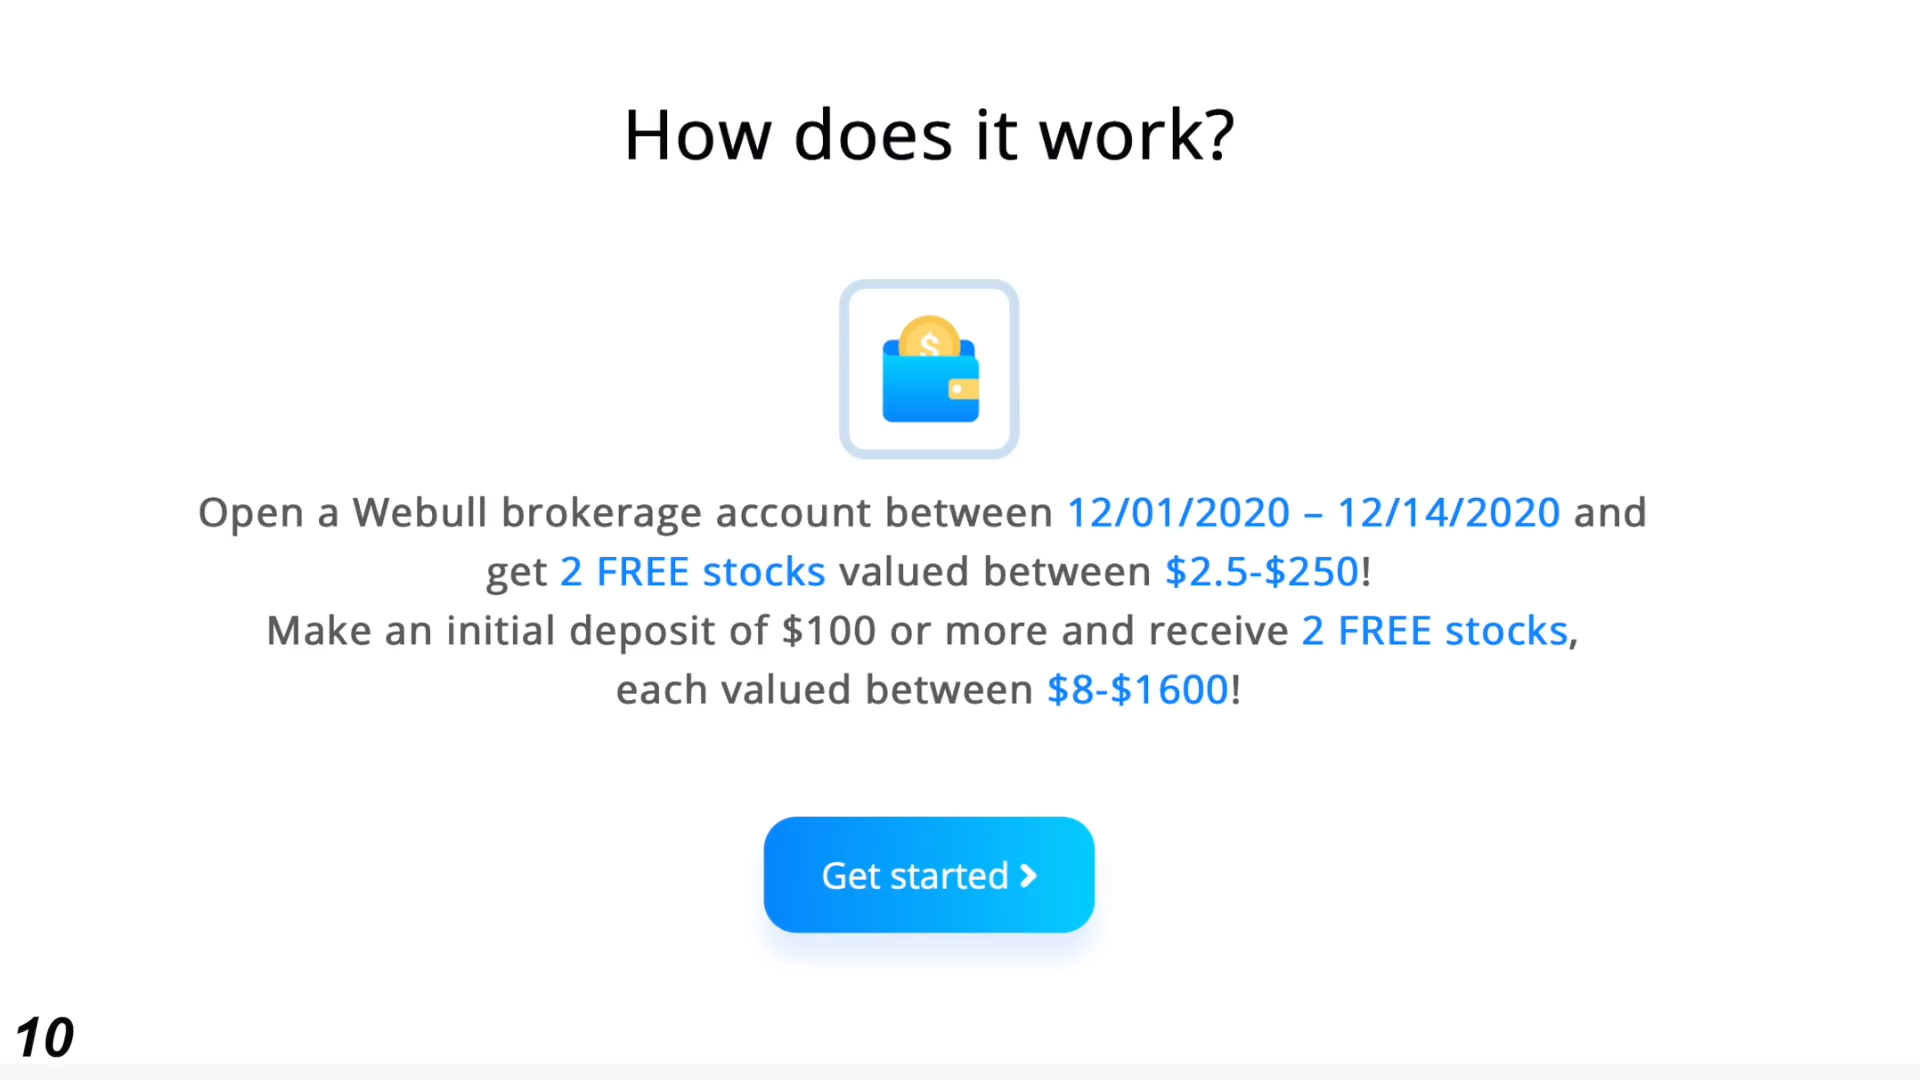 How does it work?
$
Open a Webull brokerage account between 12/01/2020 – 12/14/2020 and
get 2 FREE stocks valued between $2.5-$250!
Make an initial deposit of $100 or more and receive 2 FREE stocks,
each valued between $8-$1600!
Get started
10